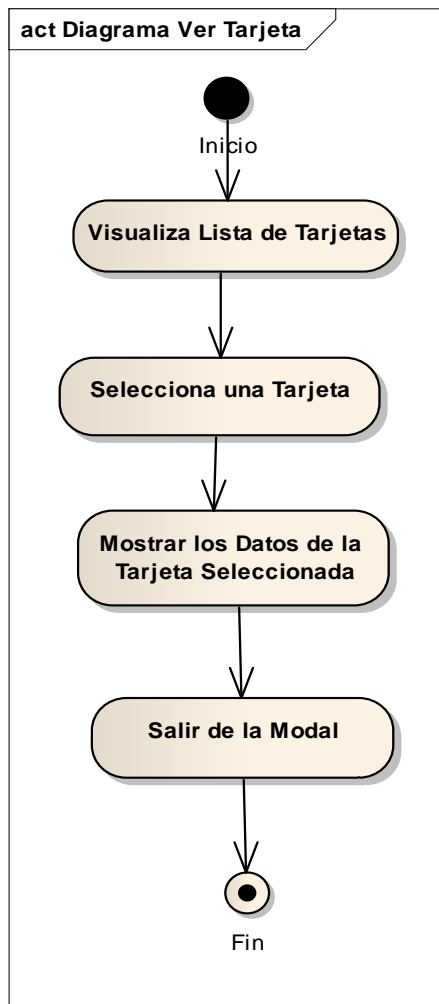 act Diagrama Ver Tarjeta
Inicio
Visualiza Lista de Tarjetas
Selecciona una Tarjeta
Mostrar los Datos de la
Tarjeta Seleccionada
Salir de la Modal
Fin